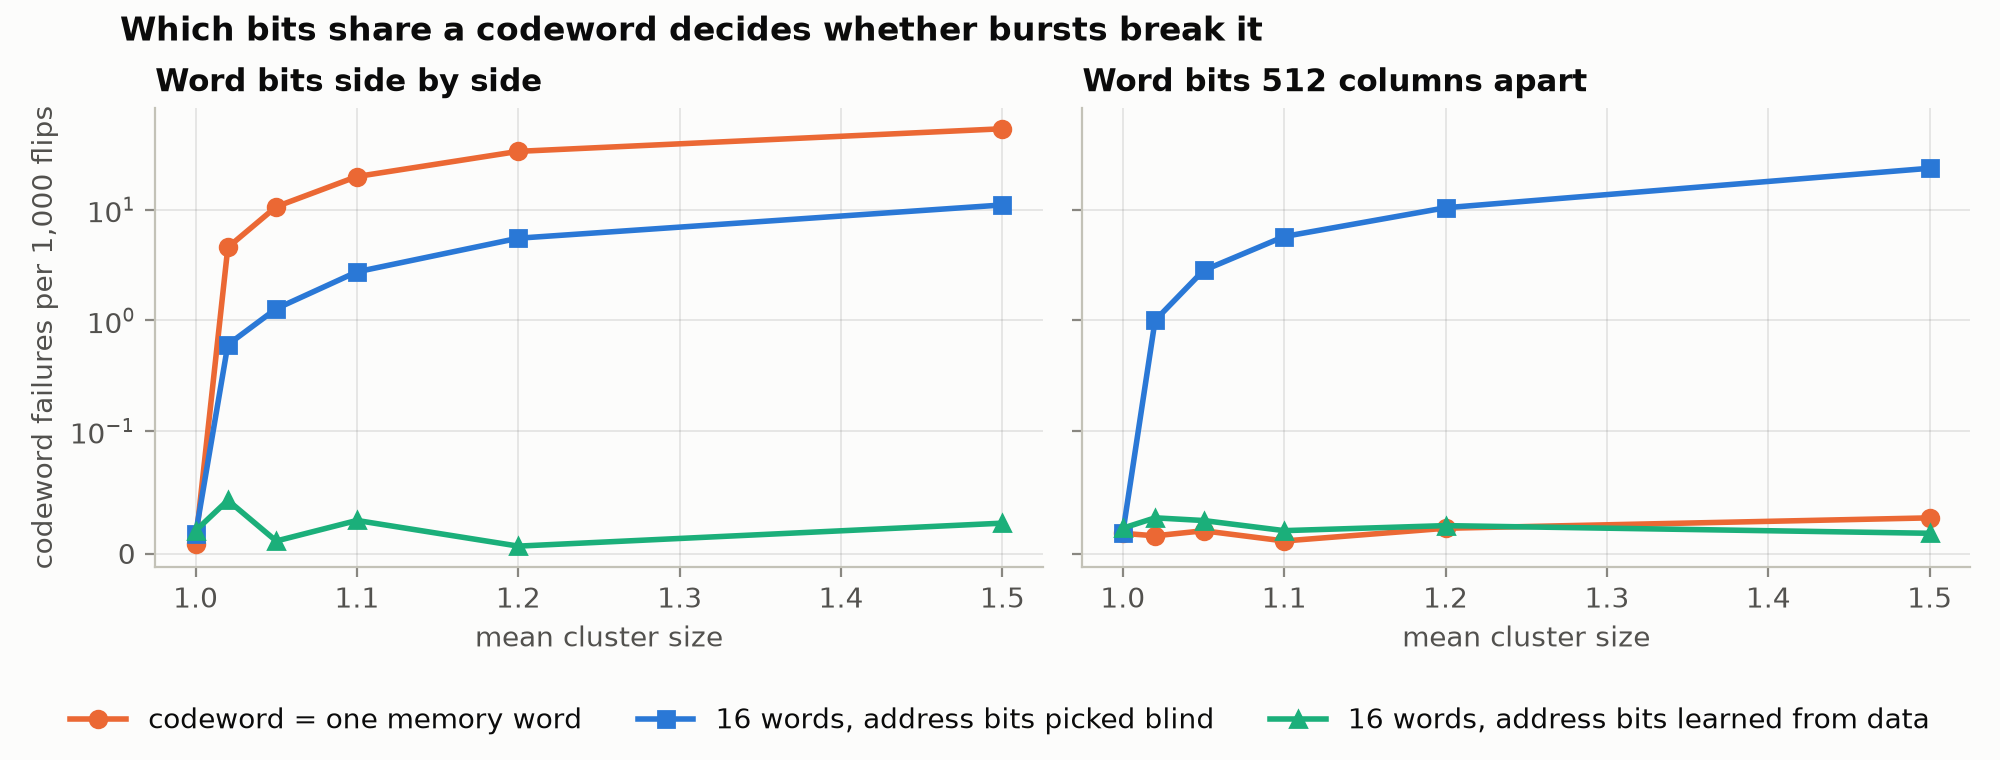 Which bits share a codeword decides whether bursts break it
Word bits side by side
Word bits 512 columns apart
codeword failures per 1,000 flips
10¹
10⁰
10⁻¹
0
1.0 1.1 1.2 1.3 1.4 1.5
1.0 1.1 1.2 1.3 1.4 1.5
mean cluster size
mean cluster size
codeword = one memory word
16 words, address bits picked blind
16 words, address bits learned from data